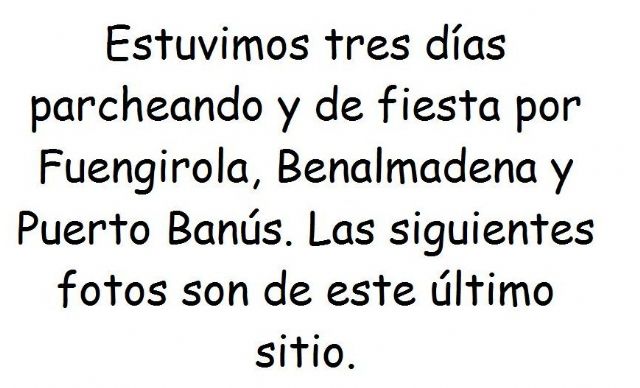 Estuvimos tres días
parcheando y de fiesta por
Fuengirola, Benalmadena y
Puerto Banús. Las siguientes
fotos son de este último
sitio.